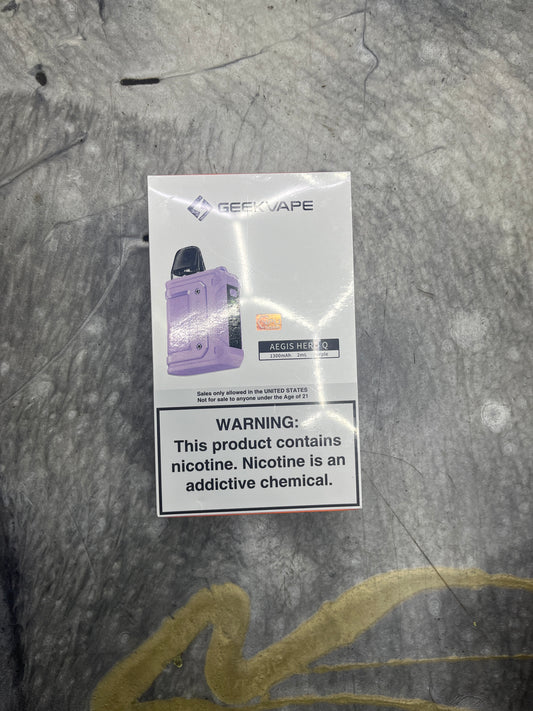 GEEKVAPE
AEGIS HERO Q
1300mAh 2mL Purple
Sales only allowed in the UNITED STATES
Not for sale to anyone under the Age of 21
WARNING:
This product contains
nicotine. Nicotine is an
addictive chemical.